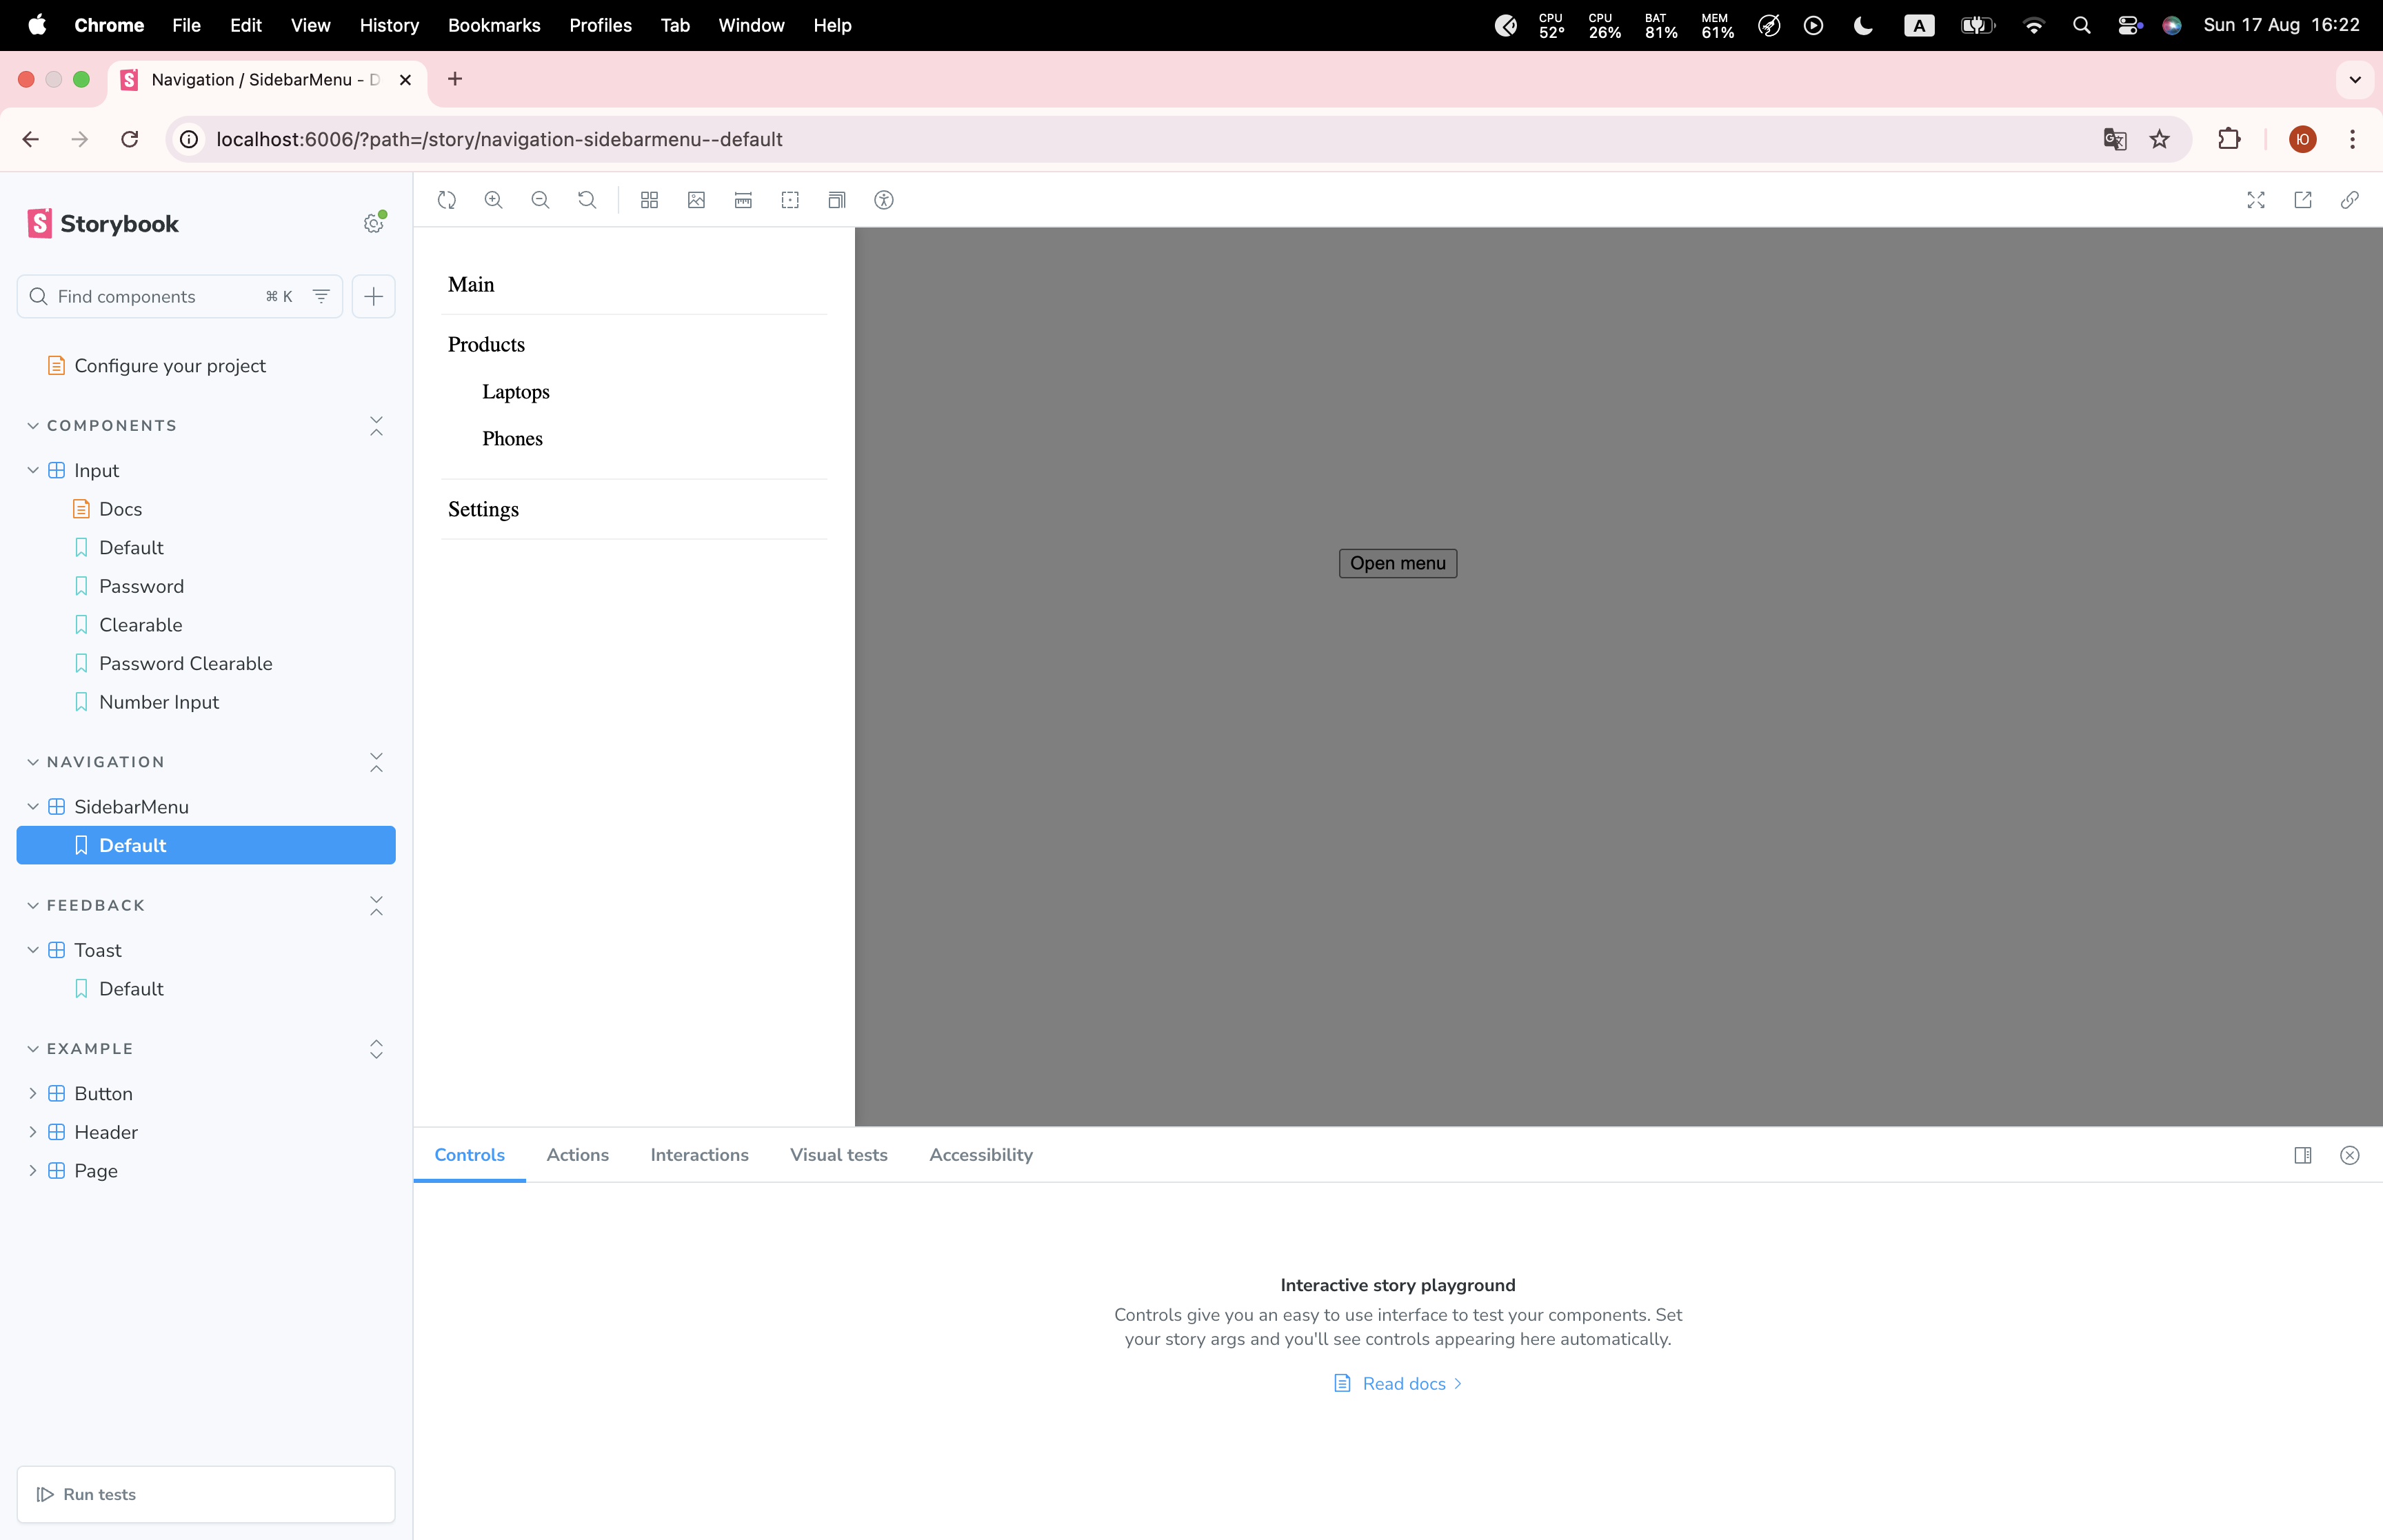 Chrome File Edit View History Bookmarks Profiles Tab Window Help
CPU 52° CPU 26% BAT 81% MEM 61% A Sun 17 Aug 16:22
Navigation / SidebarMenu - D
localhost:6006/?path=/story/navigation-sidebarmenu--default
Ю
Storybook
Find components ⌘ K
Configure your project
COMPONENTS
Input
Docs
Default
Password
Clearable
Password Clearable
Number Input
NAVIGATION
SidebarMenu
Default
FEEDBACK
Toast
Default
EXAMPLE
Button
Header
Page
Run tests
Main
Products
Laptops
Phones
Settings
Open menu
Controls Actions Interactions Visual tests Accessibility
Interactive story playground
Controls give you an easy to use interface to test your components. Set
your story args and you'll see controls appearing here automatically.
Read docs